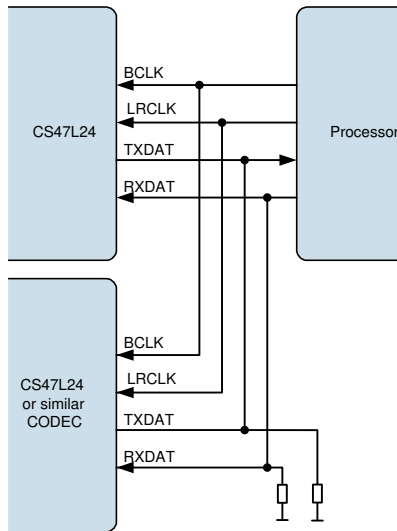 BCLK
LRCLK
CS47L24
Processor
TXDAT
RXDAT
BCLK
CS47L24
or similar
CODEC
LRCLK
TXDAT
RXDAT